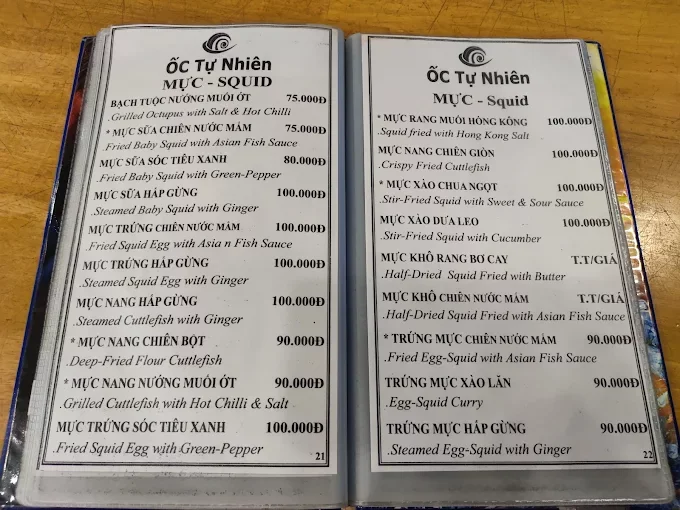 ỐC Tự Nhiên
MỰC - SQUID
BẠCH TUỘC NƯỚNG MUỐI ỚT 75.000Đ
.Grilled Octupus with Salt & Hot Chilli
* MỰC SỮA CHIÊN NƯỚC MẮM 75.000Đ
.Fried Baby Squid with Asian Fish Sauce
MỰC SỮA SÓC TIÊU XANH 80.000Đ
.Fried Baby Squid with Green-Pepper
MỰC SỮA HẤP GỪNG 100.000Đ
.Steamed Baby Squid with Ginger
MỰC TRỨNG CHIÊN NƯỚC MẮM 100.000Đ
.Fried Squid Egg with Asia n Fish Sauce
MỰC TRỨNG HẤP GỪNG 100.000Đ
.Steamed Squid Egg with Ginger
MỰC NANG HẤP GỪNG 100.000Đ
.Steamed Cuttlefish with Ginger
* MỰC NANG CHIÊN BỘT 90.000Đ
.Deep-Fried Flour Cuttlefish
* MỰC NANG NƯỚNG MUỐI ỚT 90.000Đ
.Grilled Cuttlefish with Hot Chilli & Salt
MỰC TRỨNG SÓC TIÊU XANH 100.000Đ
.Fried Squid Egg with Green-Pepper
21
ỐC Tự Nhiên
MỰC - Squid
* MỰC RANG MUỐI HỒNG KÔNG 100.000Đ
.Squid fried with Hong Kong Salt
MỰC NANG CHIÊN GIÒN 100.000Đ
.Crispy Fried Cuttlefish
* MỰC XÀO CHUA NGỌT 100.000Đ
.Stir-Fried Squid with Sweet & Sour Sauce
MỰC XÀO DƯA LEO 100.000Đ
.Stir-Fried Squid with Cucumber
MỰC KHÔ RANG BƠ CAY T.T/GIÁ
.Half-Dried Squid Fried with Butter
MỰC KHÔ CHIÊN NƯỚC MẮM T.T/GIÁ
.Half-Dried Squid Fried with Asian Fish Sauce
* TRỨNG MỰC CHIÊN NƯỚC MẮM 90.000Đ
.Fried Egg-Squid with Asian Fish Sauce
TRỨNG MỰC XÀO LĂN 90.000Đ
.Egg-Squid Curry
TRỨNG MỰC HẤP GỪNG 90.000Đ
.Steamed Egg-Squid with Ginger
22